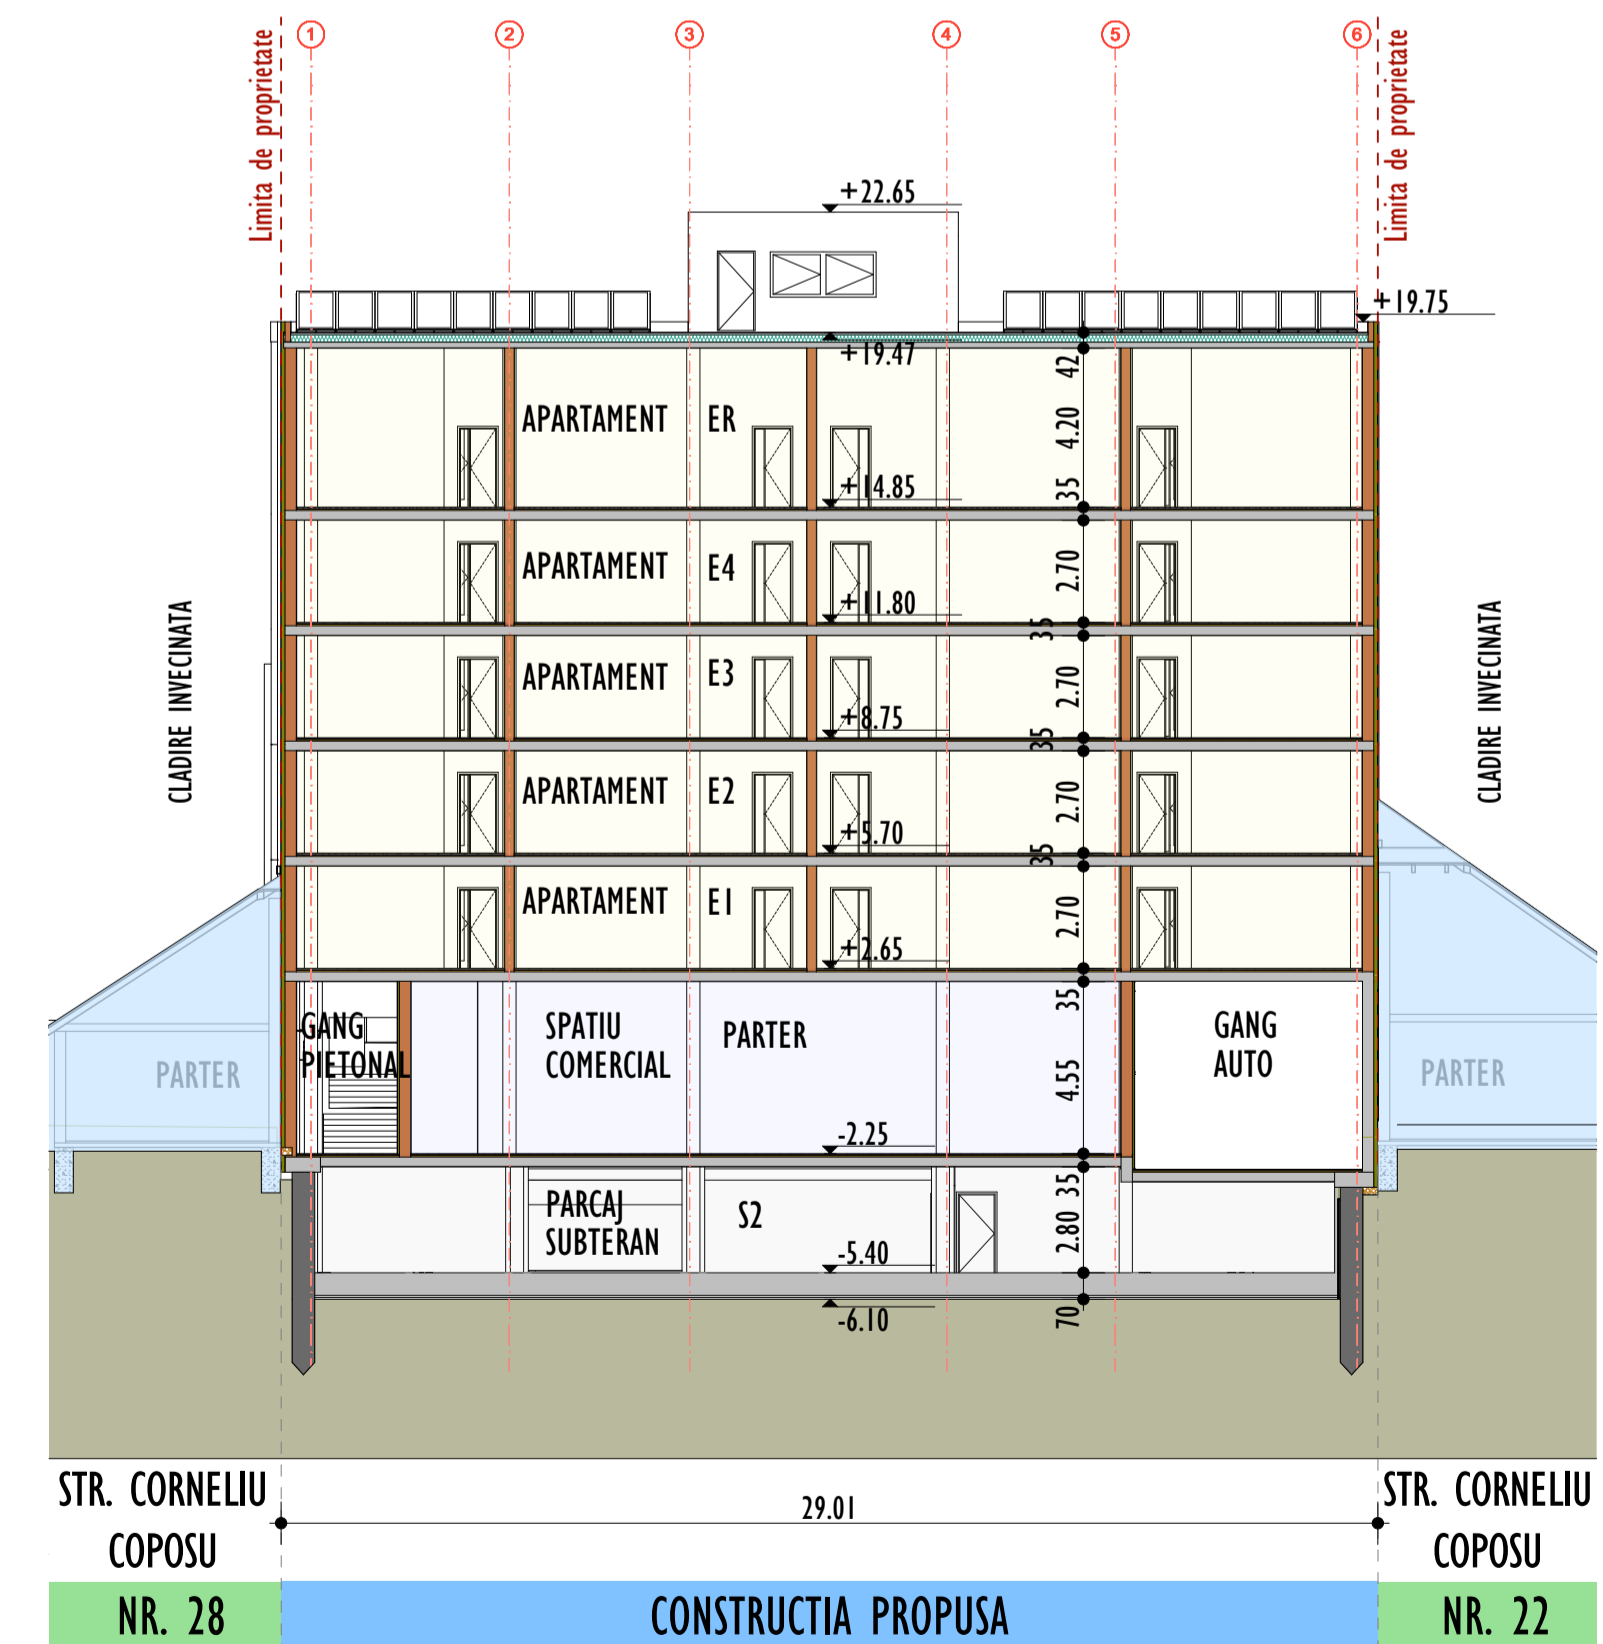 1 2 3 4 5 6
Limita de proprietate
Limita de proprietate
+22.65
+19.75
+19.47
42
APARTAMENT ER
4.20
+14.85
35
APARTAMENT E4
2.70
+11.80
35
CLADIRE INVECINATA
CLADIRE INVECINATA
APARTAMENT E3
2.70
+8.75
35
APARTAMENT E2
2.70
+5.70
35
APARTAMENT E1
2.70
+2.65
35
GANG
PIETONAL
SPATIU
COMERCIAL
PARTER
GANG
AUTO
PARTER
PARTER
4.55
-2.25
35
PARCAJ
SUBTERAN
S2
2.80
-5.40
-6.10
70
STR. CORNELIU
COPOSU
29.01
STR. CORNELIU
COPOSU
NR. 28
CONSTRUCTIA PROPUSA
NR. 22